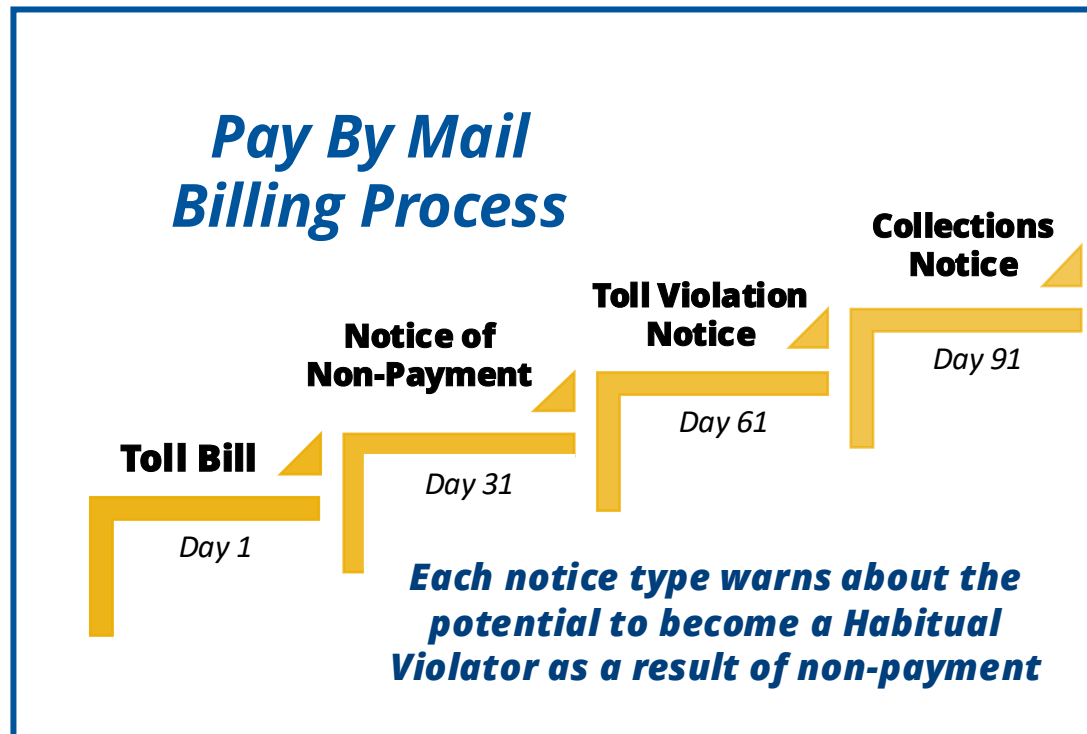 Pay By Mail
Billing Process
Toll Bill
Day 1
Notice of
Non-Payment
Day 31
Toll Violation
Notice
Day 61
Collections
Notice
Day 91
Each notice type warns about the
potential to become a Habitual
Violator as a result of non-payment